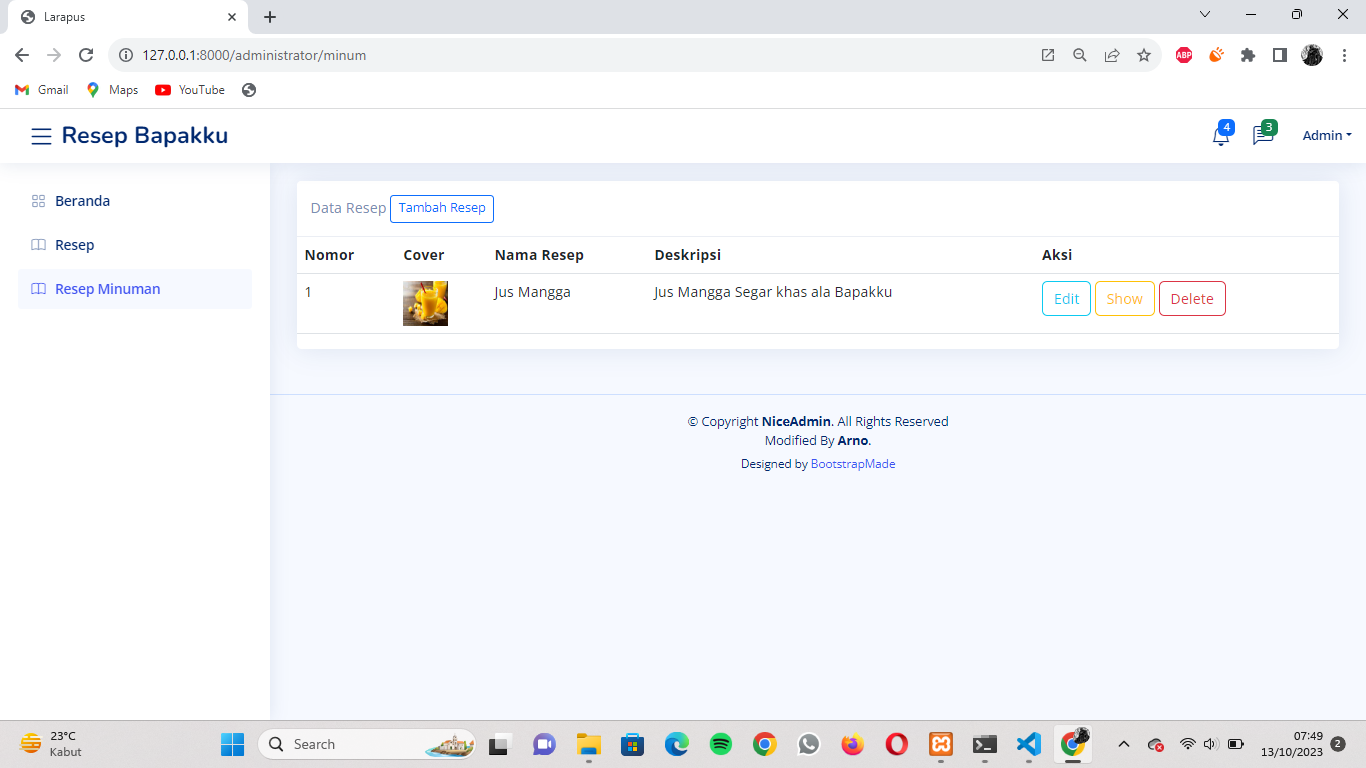 Larapus
127.0.0.1:8000/administrator/minum
ABP
Gmail Maps YouTube
Resep Bapakku
4
3
Admin
Beranda
Resep
Resep Minuman
Data Resep Tambah Resep
Nomor Cover Nama Resep Deskripsi Aksi
1 Jus Mangga Jus Mangga Segar khas ala Bapakku Edit Show Delete
© Copyright NiceAdmin. All Rights Reserved
Modified By Arno.
Designed by BootstrapMade
23°C
Kabut
Search
07:49
13/10/2023
2